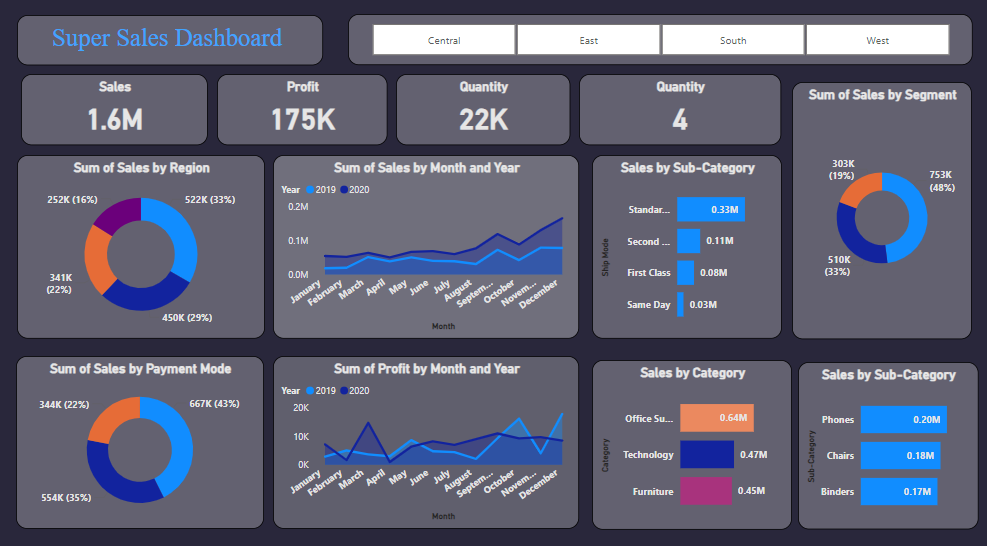 Super Sales Dashboard
Central
East
South
West
Sales
1.6M
Profit
175K
Quantity
22K
Quantity
4
Sum of Sales by Segment
303K
(19%)
753K
(48%)
510K
(33%)
Sum of Sales by Region
252K (16%)
522K (33%)
341K
(22%)
450K (29%)
Sum of Sales by Month and Year
Year 2019 2020
0.2M
0.1M
0.0M
January
February
March
April
May
June
July
August
Septem...
October
Novem...
December
Month
Sales by Sub-Category
Ship Mode
Standar... 0.33M
Second ... 0.11M
First Class 0.08M
Same Day 0.03M
Sum of Sales by Payment Mode
344K (22%)
667K (43%)
554K (35%)
Sum of Profit by Month and Year
Year 2019 2020
20K
10K
0K
January
February
March
April
May
June
July
August
Septem...
October
Novem...
December
Month
Sales by Category
Category
Office Su... 0.64M
Technology 0.47M
Furniture 0.45M
Sales by Sub-Category
Sub-Category
Phones 0.20M
Chairs 0.18M
Binders 0.17M